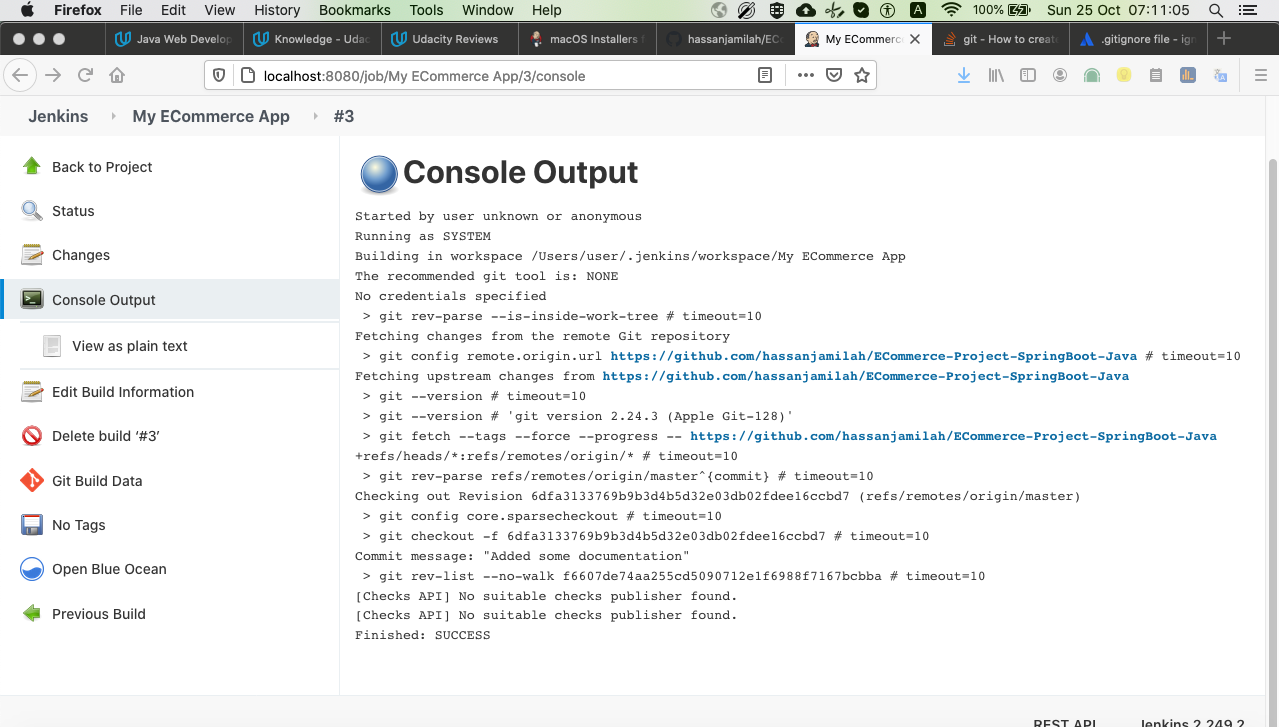 Firefox File Edit View History Bookmarks Tools Window Help A 100% Sun 25 Oct 07:11:05
Java Web Develop Knowledge - Udac Udacity Reviews macOS Installers f hassanjamilah/EC My ECommerc git - How to create .gitignore file - ign
localhost:8080/job/My ECommerce App/3/console
Jenkins My ECommerce App #3
Back to Project
Status
Changes
Console Output
View as plain text
Edit Build Information
Delete build ‘#3’
Git Build Data
No Tags
Open Blue Ocean
Previous Build
Console Output
Started by user unknown or anonymous
Running as SYSTEM
Building in workspace /Users/user/.jenkins/workspace/My ECommerce App
The recommended git tool is: NONE
No credentials specified
> git rev-parse --is-inside-work-tree # timeout=10
Fetching changes from the remote Git repository
> git config remote.origin.url https://github.com/hassanjamilah/ECommerce-Project-SpringBoot-Java # timeout=10
Fetching upstream changes from https://github.com/hassanjamilah/ECommerce-Project-SpringBoot-Java
> git --version # timeout=10
> git --version # 'git version 2.24.3 (Apple Git-128)'
> git fetch --tags --force --progress -- https://github.com/hassanjamilah/ECommerce-Project-SpringBoot-Java
+refs/heads/*:refs/remotes/origin/* # timeout=10
> git rev-parse refs/remotes/origin/master^{commit} # timeout=10
Checking out Revision 6dfa3133769b9b3d4b5d32e03db02fdee16ccbd7 (refs/remotes/origin/master)
> git config core.sparsecheckout # timeout=10
> git checkout -f 6dfa3133769b9b3d4b5d32e03db02fdee16ccbd7 # timeout=10
Commit message: "Added some documentation"
> git rev-list --no-walk f6607de74aa255cd5090712e1f6988f7167bcbba # timeout=10
[Checks API] No suitable checks publisher found.
[Checks API] No suitable checks publisher found.
Finished: SUCCESS
REST API Jenkins 2.249.2